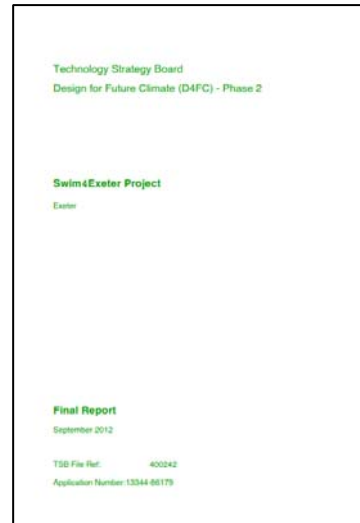 Technology Strategy Board
Design for Future Climate (D4FC) - Phase 2
Swim4Exeter Project
Exeter
Final Report
September 2012
TSB File Ref: 400242
Application Number:13344-86179